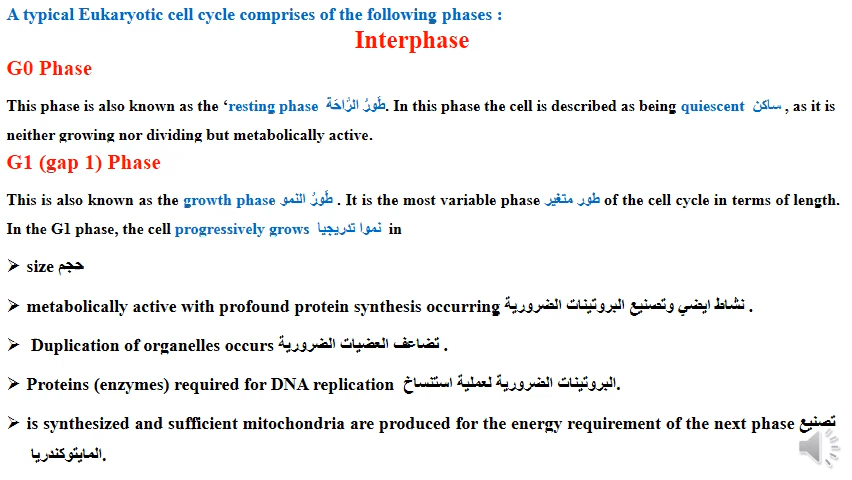 A typical Eukaryotic cell cycle comprises of the following phases :
Interphase
G0 Phase
This phase is also known as the ‘resting phase طَورُ الرَّاحَة. In this phase the cell is described as being quiescent ساكن , as it is
neither growing nor dividing but metabolically active.
G1 (gap 1) Phase
This is also known as the growth phase طَورُ النمو . It is the most variable phase طور متغير of the cell cycle in terms of length.
In the G1 phase, the cell progressively grows نموا تدريجيا in
➢ size حجم
➢ metabolically active with profound protein synthesis occurring نشاط ايضي وتصنيع البروتينات الضرورية .
➢ Duplication of organelles occurs تضاعف العضيات الضرورية .
➢ Proteins (enzymes) required for DNA replication البروتينات الضرورية لعملية استنساخ.
➢ is synthesized and sufficient mitochondria are produced for the energy requirement of the next phase تصنيع
المايتوكندريا.